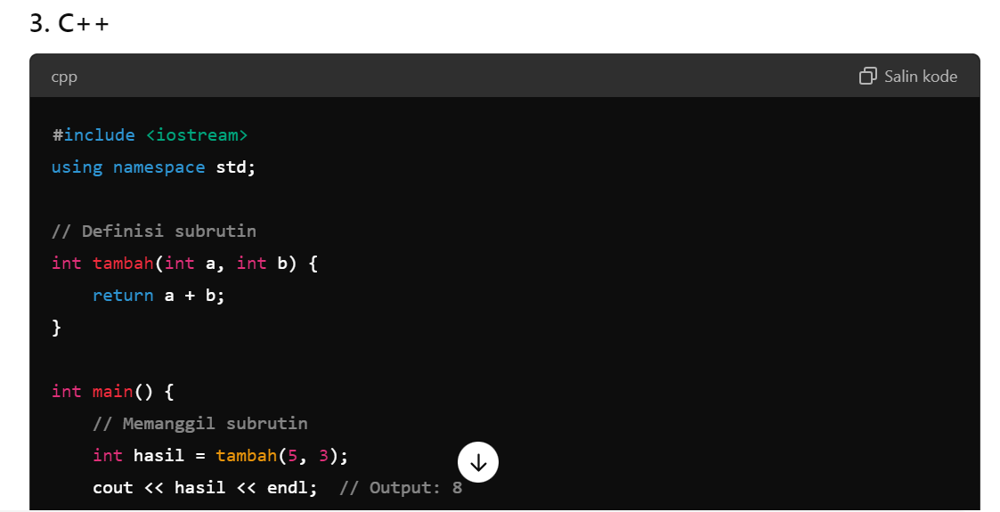 3. C++
cpp
Salin kode
#include <iostream>
using namespace std;
// Definisi subrutin
int tambah(int a, int b) {
    return a + b;
}
int main() {
    // Memanggil subrutin
    int hasil = tambah(5, 3);
    cout << hasil << endl;  // Output: 8